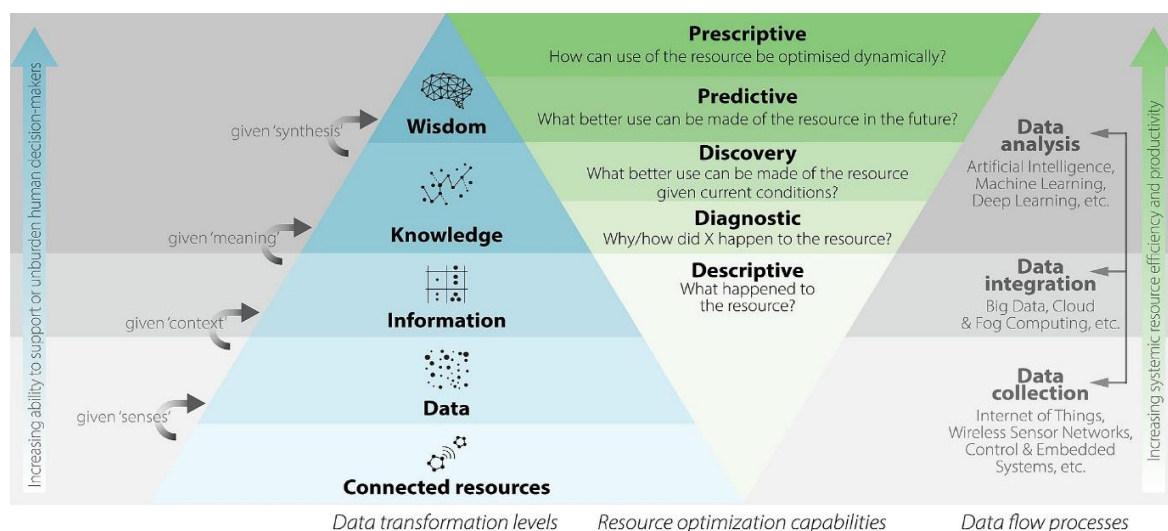 Increasing ability to support or unburden human decision-makers
given 'synthesis'
given 'meaning'
given 'context'
given 'senses'
Wisdom
Knowledge
Information
Data
Connected resources
Data transformation levels
Prescriptive
How can use of the resource be optimised dynamically?
Predictive
What better use can be made of the resource in the future?
Discovery
What better use can be made of the resource
given current conditions?
Diagnostic
Why/how did X happen to the resource?
Descriptive
What happened to
the resource?
Resource optimization capabilities
Data
analysis
Artificial Intelligence,
Machine Learning,
Deep Learning, etc.
Data
integration
Big Data, Cloud
& Fog Computing, etc.
Data
collection
Internet of Things,
Wireless Sensor Networks,
Control & Embedded
Systems, etc.
Data flow processes
Increasing systemic resource efficiency and productivity